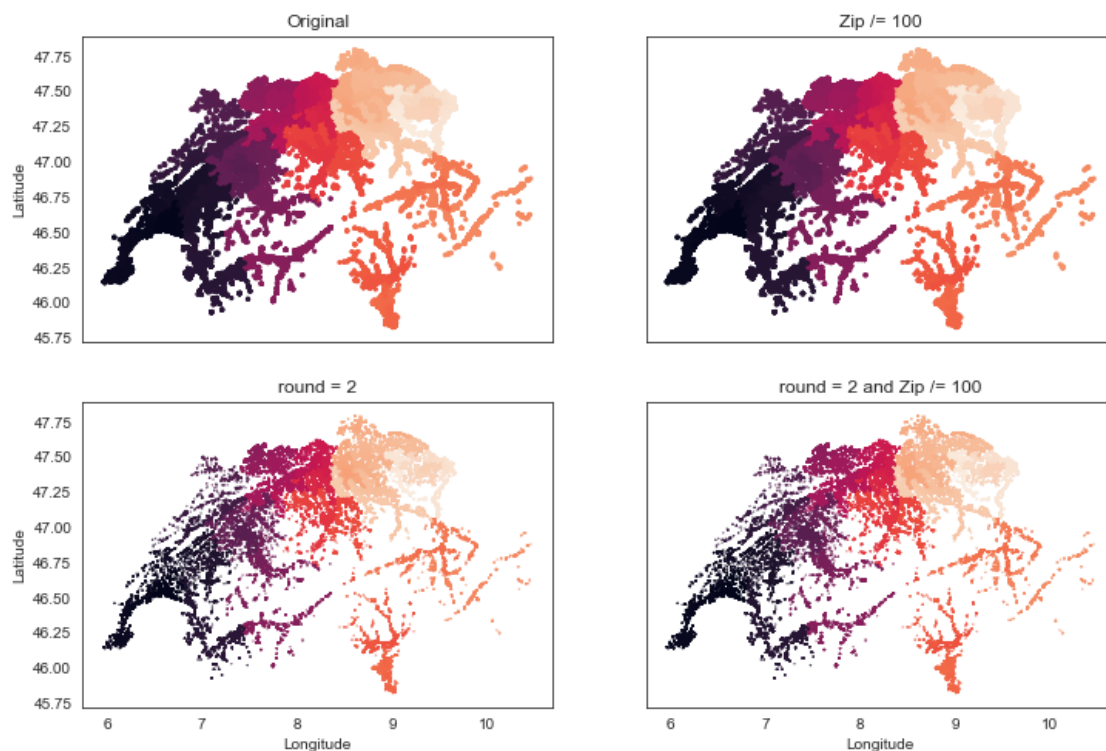 Original
Zip /= 100
47.75
47.50
47.25
47.00
46.75
46.50
46.25
46.00
45.75
Latitude
round = 2
round = 2 and Zip /= 100
47.75
47.50
47.25
47.00
46.75
46.50
46.25
46.00
45.75
Latitude
6 7 8 9 10
Longitude
6 7 8 9 10
Longitude